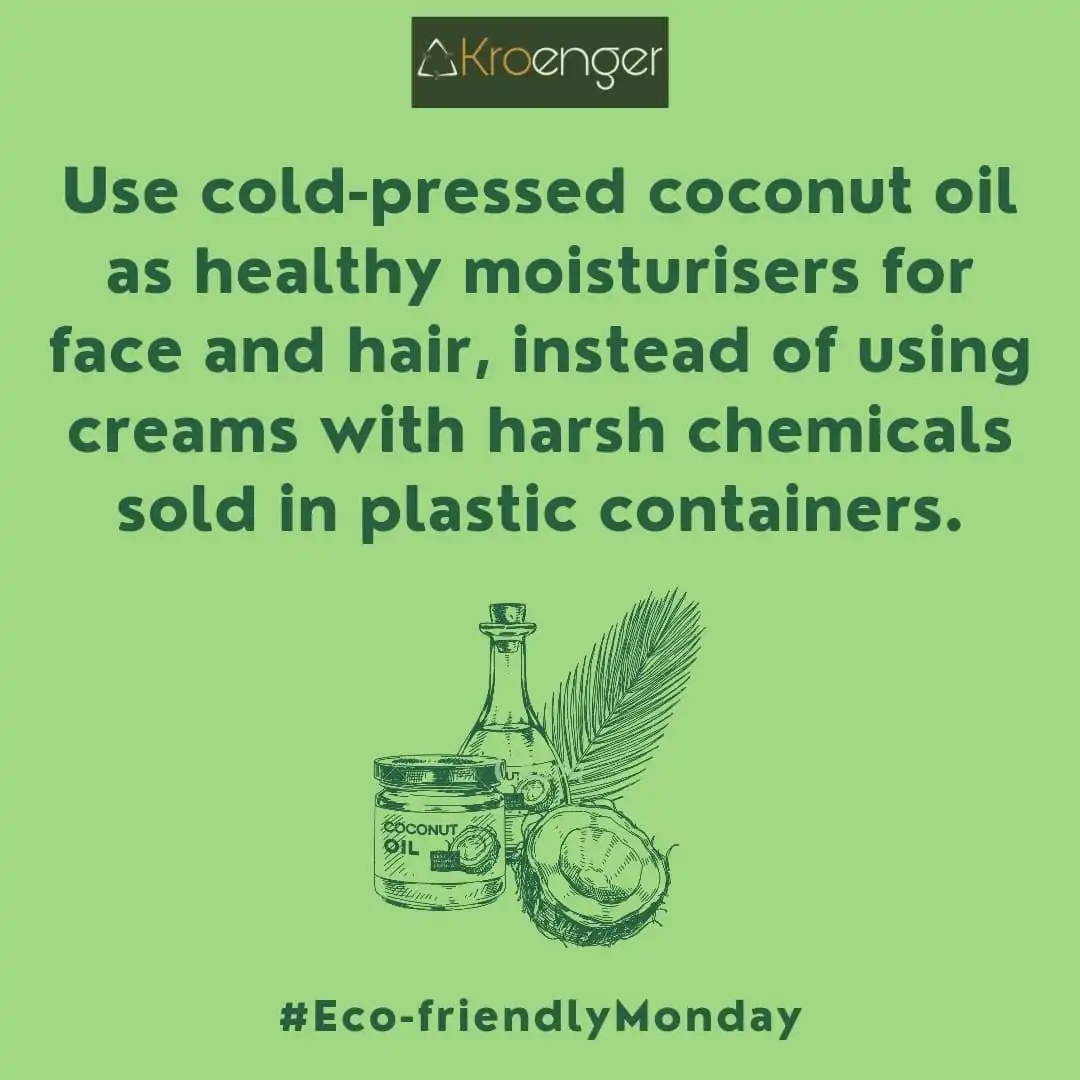 Kroenger
Use cold-pressed coconut oil
as healthy moisturisers for
face and hair, instead of using
creams with harsh chemicals
sold in plastic containers.
COCONUT
OIL
#Eco-friendlyMonday